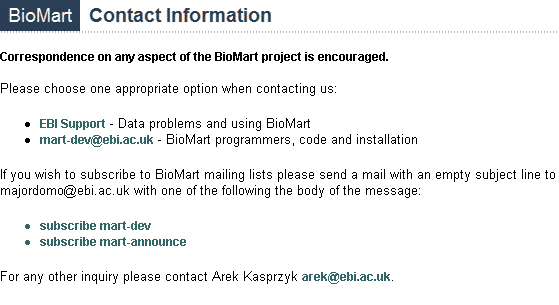 BioMart Contact Information
Correspondence on any aspect of the BioMart project is encouraged.
Please choose one appropriate option when contacting us:
EBI Support - Data problems and using BioMart
mart-dev@ebi.ac.uk - BioMart programmers, code and installation
If you wish to subscribe to BioMart mailing lists please send a mail with an empty subject line to
majordomo@ebi.ac.uk with one of the following the body of the message:
subscribe mart-dev
subscribe mart-announce
For any other inquiry please contact Arek Kasprzyk arek@ebi.ac.uk.